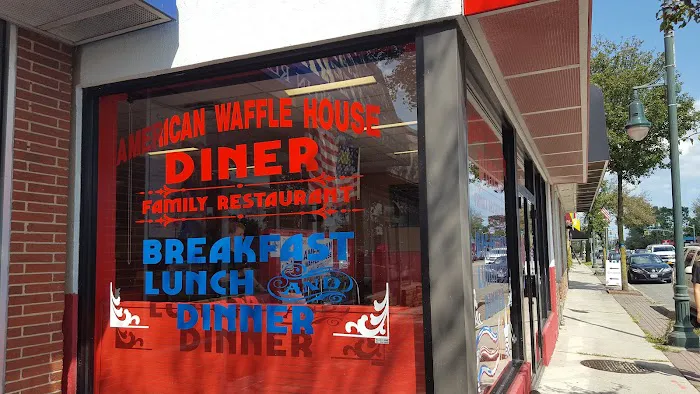 AMERICAN WAFFLE HOUSE
DINER
FAMILY RESTAURANT
BREAKFAST
LUNCH AND
DINNER